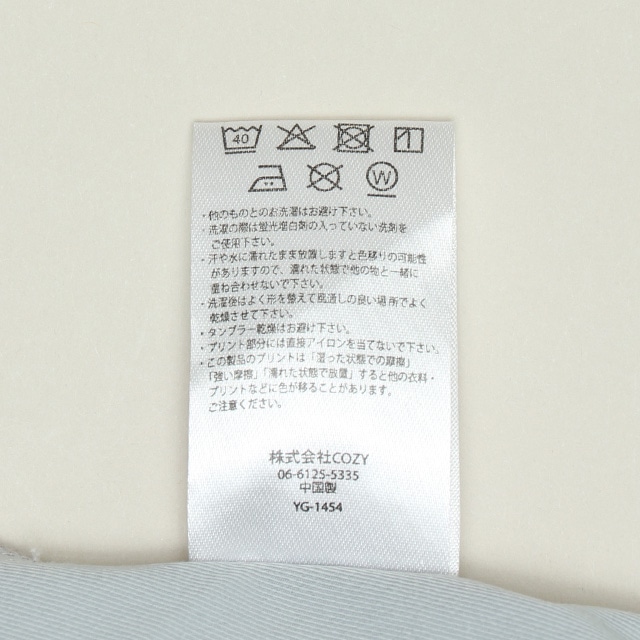 40
W
・他のものとのお洗濯はお避け下さい。
・洗濯の際は蛍光増白剤の入っていない洗剤を
ご使用下さい。
・汗や水に濡れたまま放置しますと色移りの可能性
がありますので、濡れた状態で他の物と一緒に
重ね合わせないで下さい。
・洗濯後はよく形を整えて風通しの良い場所でよく
乾燥させて下さい。
・タンブラー乾燥はお避け下さい。
・プリント部分には直接アイロンを当てないで下さい。
・この製品のプリントは「湿った状態での摩擦」
「強い摩擦」「濡れた状態で放置」すると他の衣料・
プリントなどに色が移ることがあります。
ご注意ください。
株式会社COZY
06-6125-5335
中国製
YG-1454